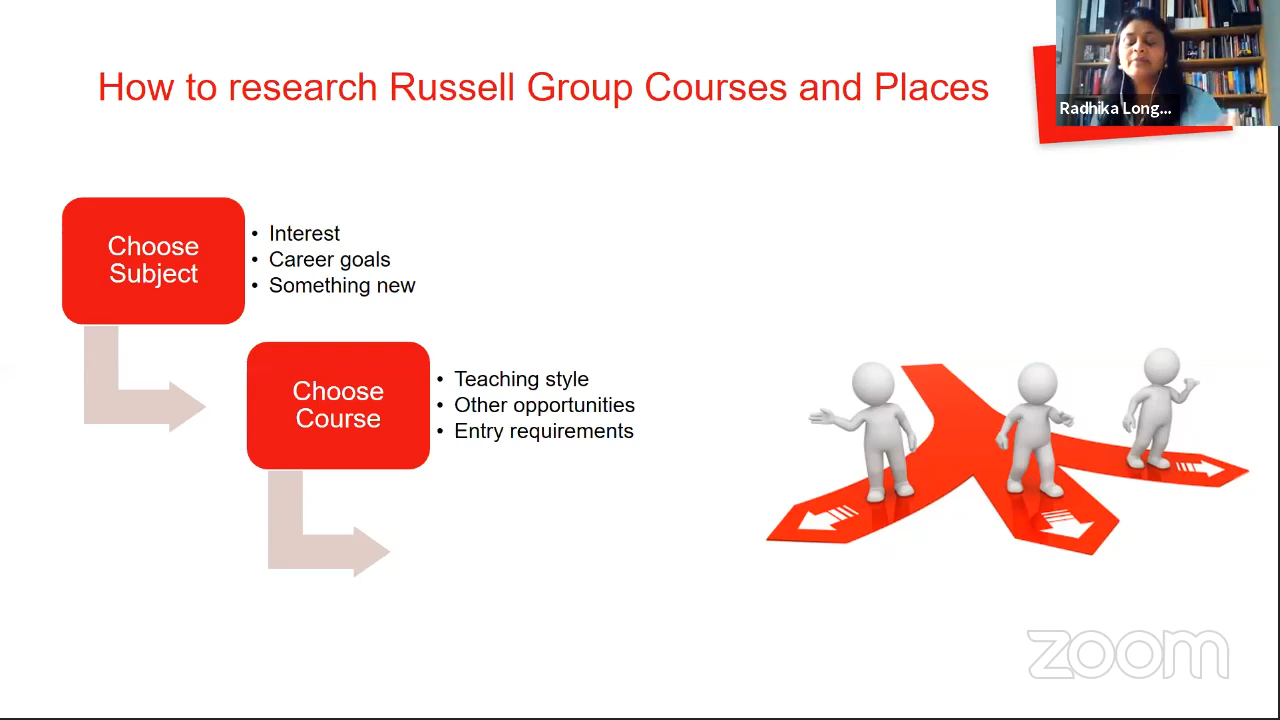 How to research Russell Group Courses and Places
Radhika Long...
Choose
Subject
• Interest
• Career goals
• Something new
Choose
Course
• Teaching style
• Other opportunities
• Entry requirements
zoom